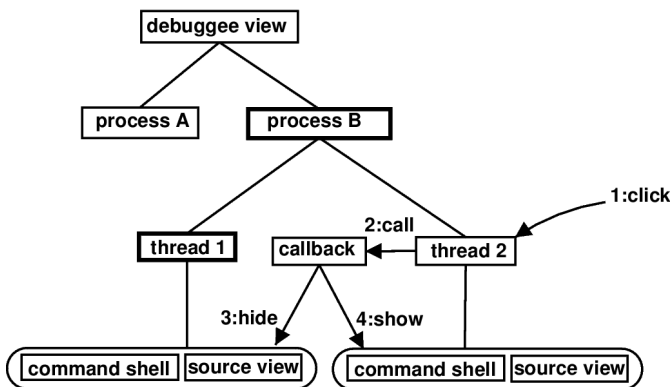 debuggee view
process A
process B
1:click
2:call
thread 1
callback
thread 2
3:hide
4:show
command shell
source view
command shell
source view